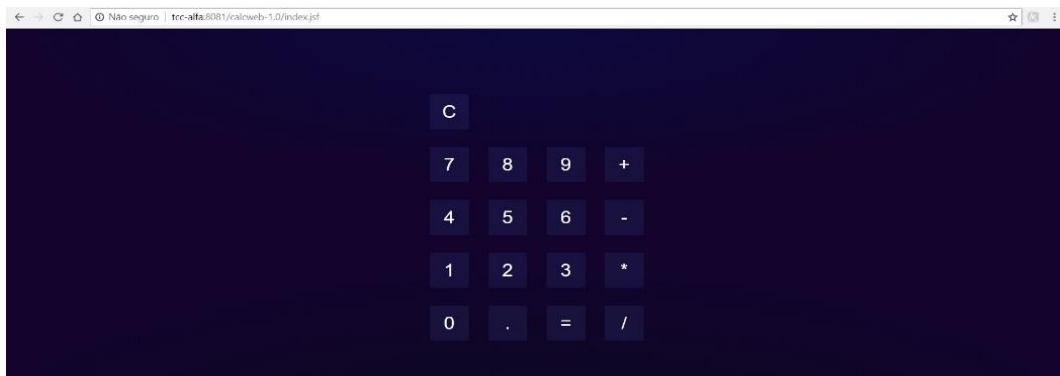 Não seguro | tcc-alfa:8081/calcweb-1.0/index.jsf
C
7 8 9 +
4 5 6 -
1 2 3 *
0 . = /